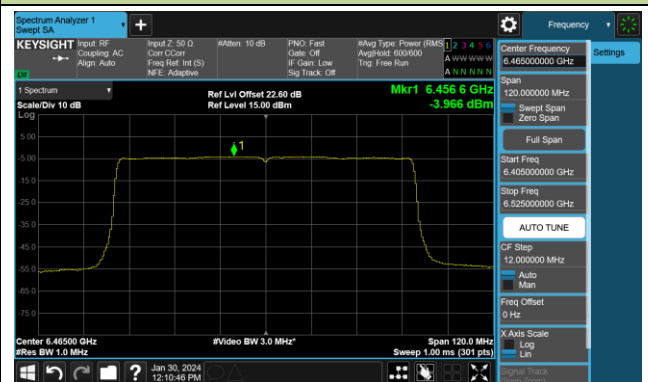 Spectrum Analyzer 1
Swept SA
+
Frequency
KEYSIGHT
Input: RF
Coupling: AC
Align: Auto
Input Z: 50 Ω
Corr CCorr
Freq Ref: Int (S)
NFE: Adaptive
#Atten: 10 dB
PNO: Fast
Gate: Off
IF Gain: Low
Sig Track: Off
#Avg Type: Power (RMS)
Avg|Hold: 600/600
Trig: Free Run
1 2 3 4 5 6
A W W W W W
A N N N N N
1 Spectrum
Scale/Div 10 dB
Log
Ref Lvl Offset 22.60 dB
Ref Level 15.00 dBm
Mkr1 6.456 6 GHz
-3.966 dBm
5.00
-5.00
-15.0
-25.0
-35.0
-45.0
-55.0
-65.0
-75.0
1
Center 6.46500 GHz
#Res BW 1.0 MHz
#Video BW 3.0 MHz*
Span 120.0 MHz
Sweep 1.00 ms (301 pts)
Jan 30, 2024
12:10:46 PM
Center Frequency
6.465000000 GHz
Settings
Span
120.000000 MHz
Swept Span
Zero Span
Full Span
Start Freq
6.405000000 GHz
Stop Freq
6.525000000 GHz
AUTO TUNE
CF Step
12.000000 MHz
Auto
Man
Freq Offset
0 Hz
X Axis Scale
Log
Lin
Signal Track